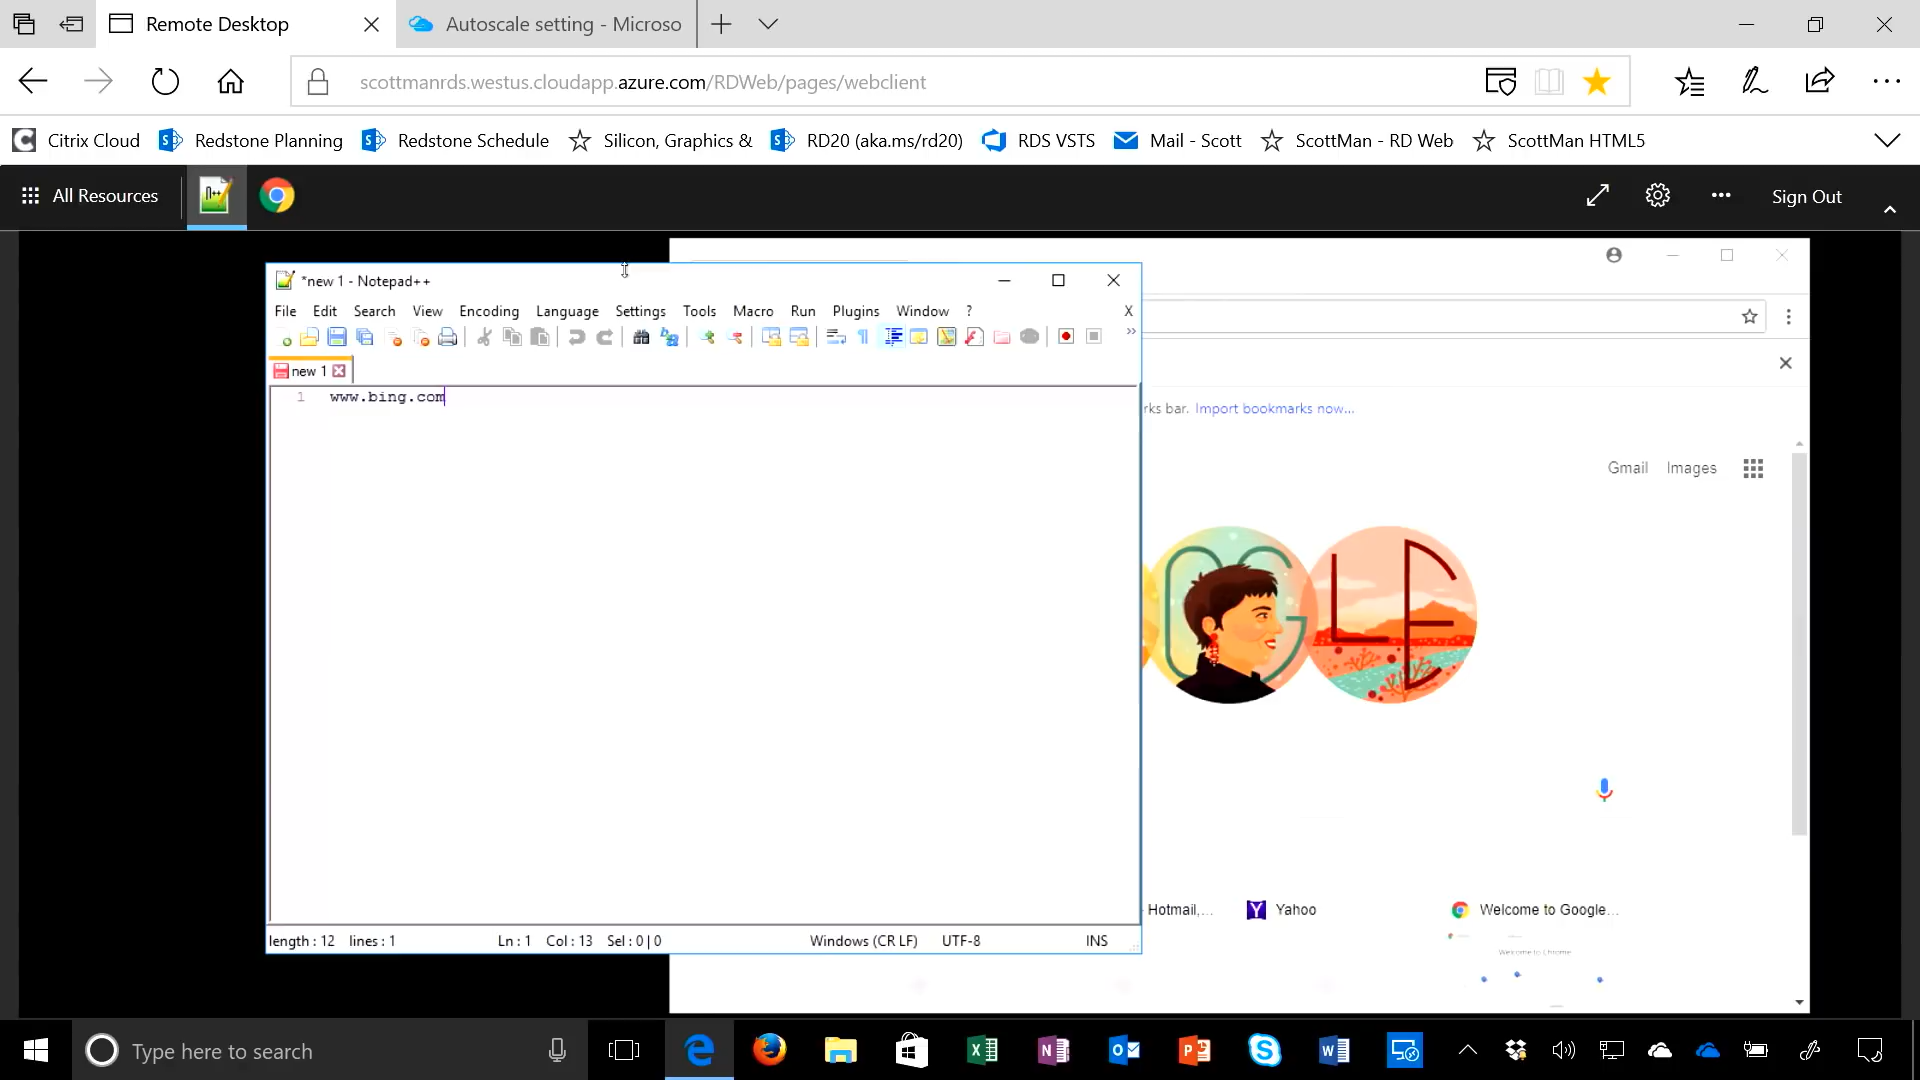 Remote Desktop
Autoscale setting - Microso
scottmanrds.westus.cloudapp.azure.com/RDWeb/pages/webclient
Citrix Cloud
Redstone Planning
Redstone Schedule
Silicon, Graphics &
RD20 (aka.ms/rd20)
RDS VSTS
Mail - Scott
ScottMan - RD Web
ScottMan HTML5
All Resources
Sign Out
*new 1 - Notepad++
File Edit Search View Encoding Language Settings Tools Macro Run Plugins Window ? X
new 1
1 www.bing.com
rks bar. Import bookmarks now...
Gmail Images
GLE
Hotmail,...
Yahoo
Welcome to Google...
Welcome to Chrome
length : 12 lines : 1 Ln : 1 Col : 13 Sel : 0 | 0 Windows (CR LF) UTF-8 INS
Type here to search